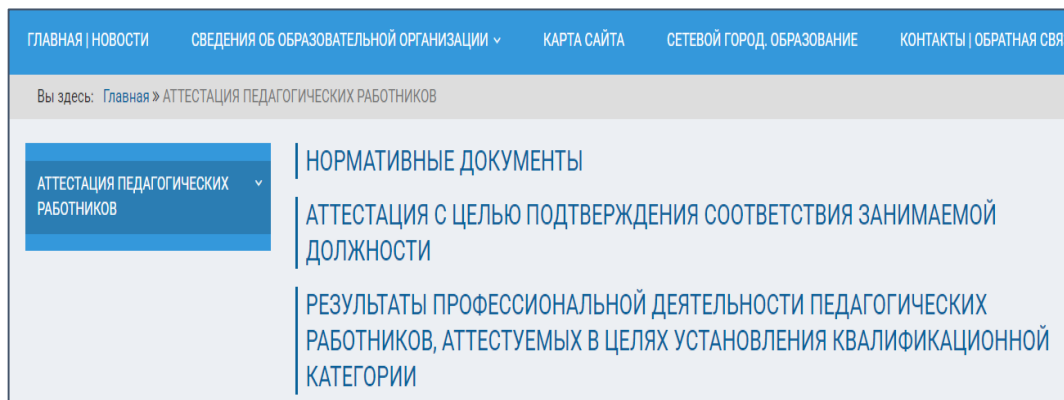 ГЛАВНАЯ | НОВОСТИ СВЕДЕНИЯ ОБ ОБРАЗОВАТЕЛЬНОЙ ОРГАНИЗАЦИИ КАРТА САЙТА СЕТЕВОЙ ГОРОД. ОБРАЗОВАНИЕ КОНТАКТЫ | ОБРАТНАЯ СВЯ
Вы здесь: Главная » АТТЕСТАЦИЯ ПЕДАГОГИЧЕСКИХ РАБОТНИКОВ
АТТЕСТАЦИЯ ПЕДАГОГИЧЕСКИХ
РАБОТНИКОВ
НОРМАТИВНЫЕ ДОКУМЕНТЫ
АТТЕСТАЦИЯ С ЦЕЛЬЮ ПОДТВЕРЖДЕНИЯ СООТВЕТСТВИЯ ЗАНИМАЕМОЙ
ДОЛЖНОСТИ
РЕЗУЛЬТАТЫ ПРОФЕССИОНАЛЬНОЙ ДЕЯТЕЛЬНОСТИ ПЕДАГОГИЧЕСКИХ
РАБОТНИКОВ, АТТЕСТУЕМЫХ В ЦЕЛЯХ УСТАНОВЛЕНИЯ КВАЛИФИКАЦИОННОЙ
КАТЕГОРИИ